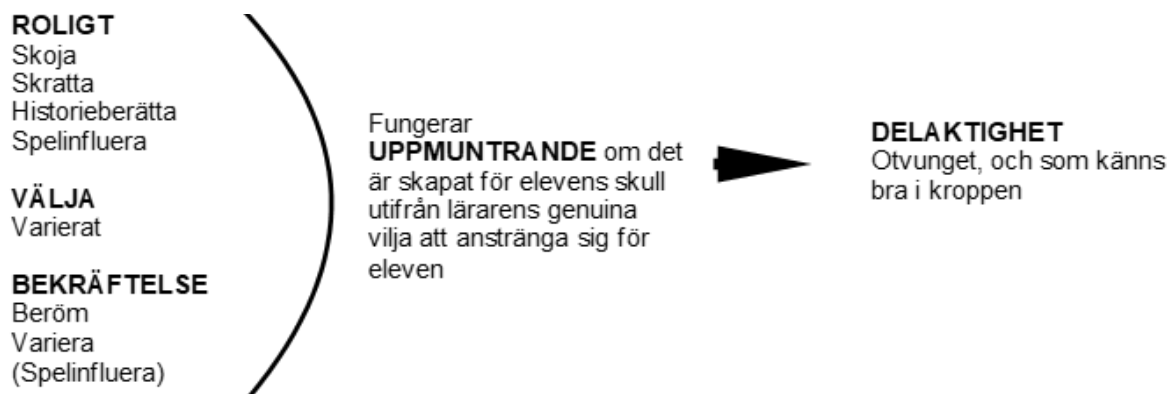 ROLIGT
Skoja
Skratta
Historieberätta
Spelinfluera
VÄLJA
Varierat
BEKRÄFTELSE
Beröm
Variera
(Spelinfluera)
Fungerar
UPPMUNTRANDE om det
är skapat för elevens skull
utifrån lärarens genuina
vilja att anstränga sig för
eleven
DELAKTIGHET
Otvunget, och som känns
bra i kroppen